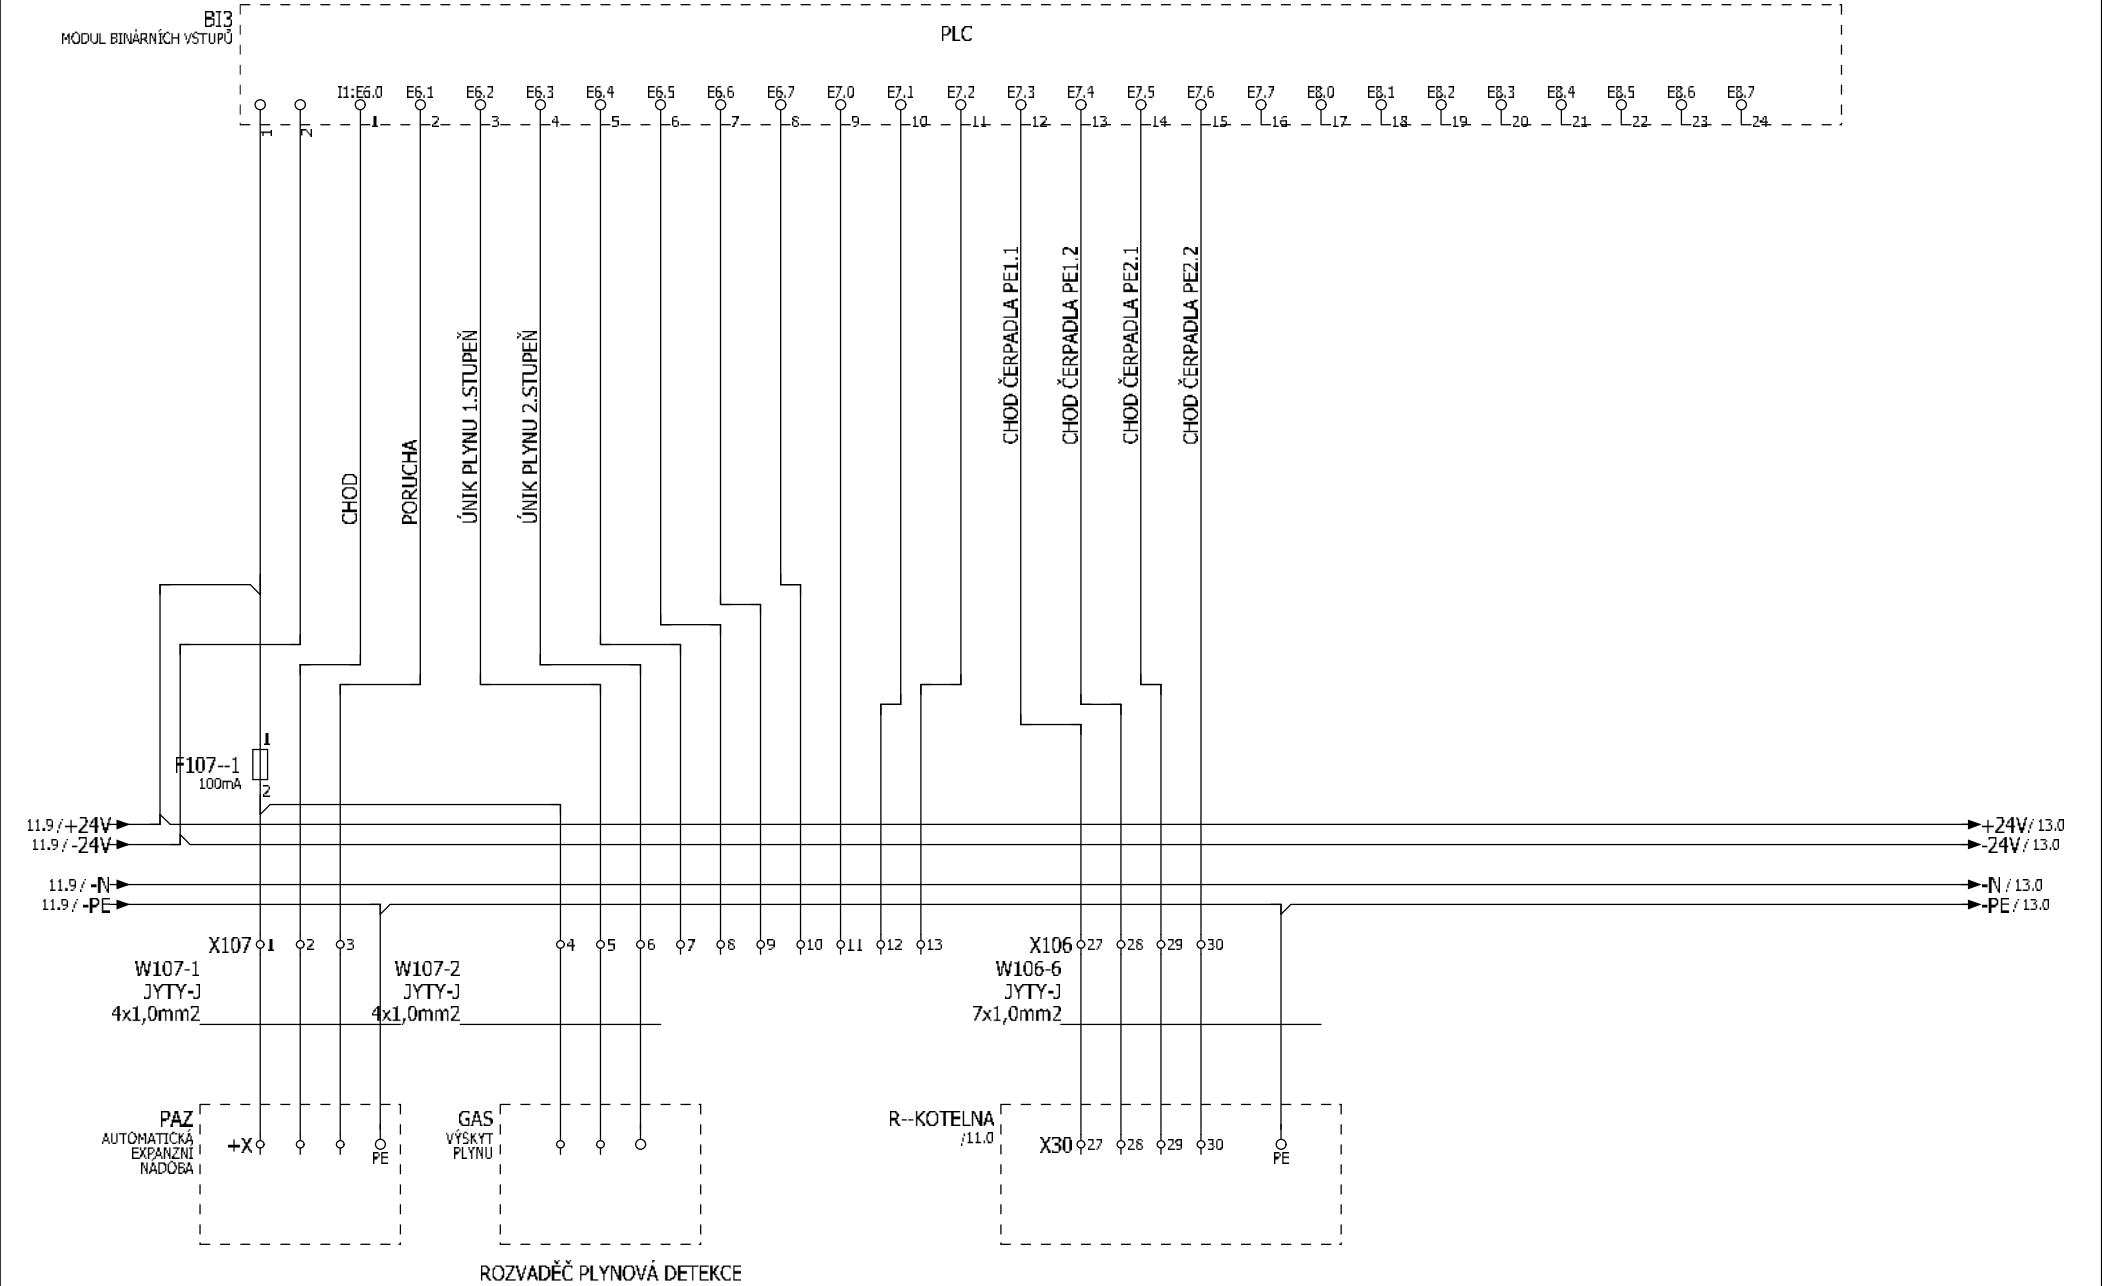 BI3
MODUL BINÁRNÍCH VSTUPŮ
PLC
I1:E6.0 E6.1 E6.2 E6.3 E6.4 E6.5 E6.6 E6.7 E7.0 E7.1 E7.2 E7.3 E7.4 E7.5 E7.6 E7.7 E8.0 E8.1 E8.2 E8.3 E8.4 E8.5 E8.6 E8.7
1 2 1 2 3 4 5 6 7 8 9 10 11 12 13 14 15 16 17 18 19 20 21 22 23 24
CHOD
PORUCHA
ÚNIK PLYNU 1.STUPEŇ
ÚNIK PLYNU 2.STUPEŇ
CHOD ČERPADLA PE1.1
CHOD ČERPADLA PE1.2
CHOD ČERPADLA PE2.1
CHOD ČERPADLA PE2.2
1
F107--1
100mA
2
11.9 / +24V
+24V / 13.0
11.9 / -24V
-24V / 13.0
11.9 / -N
-N / 13.0
11.9 / -PE
-PE / 13.0
X107 1 2 3 4 5 6 7 8 9 10 11 12 13
X106 27 28 29 30
W107-1
JYTY-J
4x1,0mm2
W107-2
JYTY-J
4x1,0mm2
W106-6
JYTY-J
7x1,0mm2
PAZ
AUTOMATICKÁ
EXPANZNÍ
NÁDOBA
+X
PE
GAS
VÝSKYT
PLYNU
R--KOTELNA
/11.0
X30 27 28 29 30
PE
ROZVADĚČ PLYNOVÁ DETEKCE